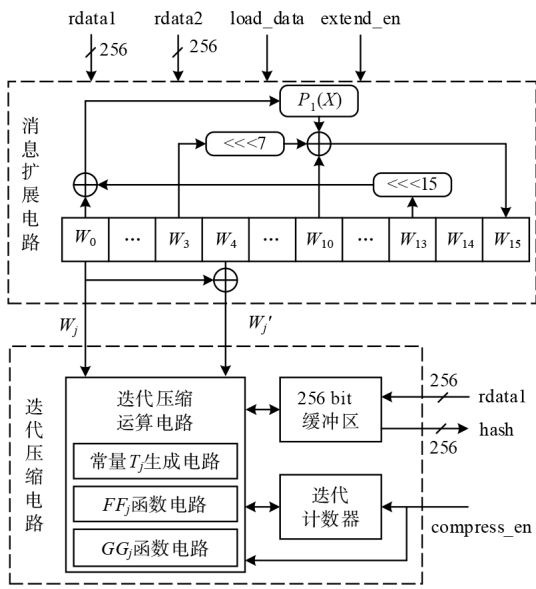 rdata1 rdata2 load_data extend_en
256 256
消息扩展电路
P₁(X)
<<<7
<<<15
W₀ ··· W₃ W₄ ··· W₁₀ ··· W₁₃ W₁₄ W₁₅
Wⱼ Wⱼ′
迭代压缩电路
迭代压缩
运算电路
常量Tⱼ生成电路
FFⱼ函数电路
GGⱼ函数电路
256 bit
缓冲区
迭代
计数器
256
rdata1
hash
256
compress_en